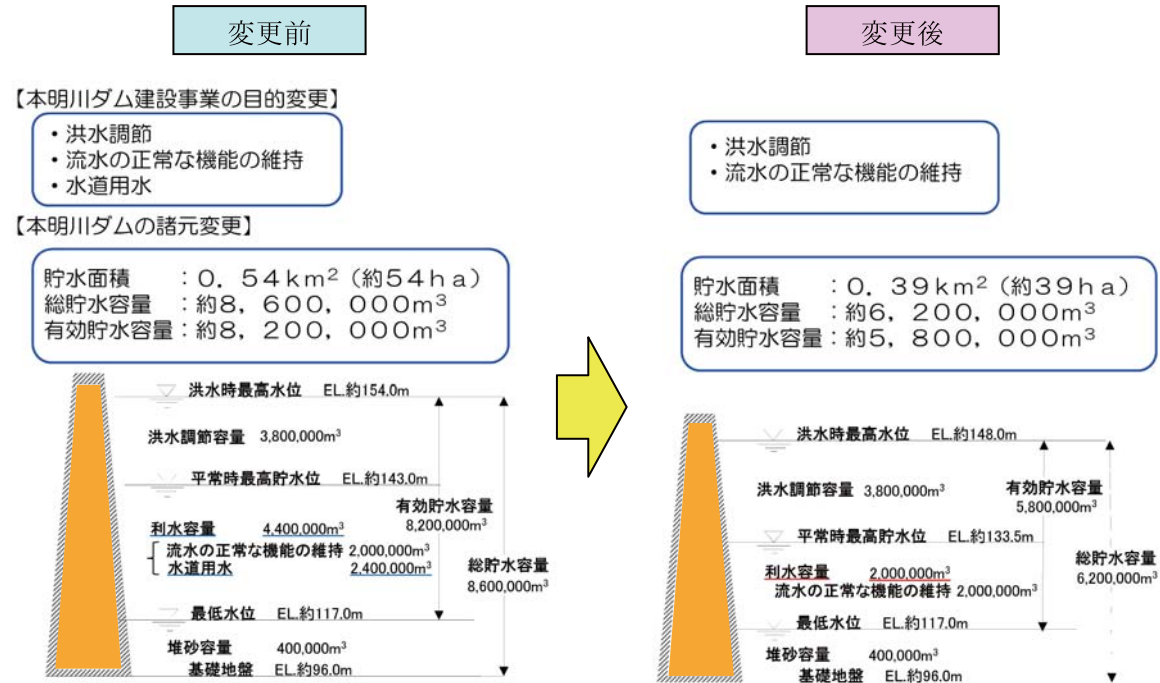 変更前
【本明川ダム建設事業の目的変更】
・洪水調節
・流水の正常な機能の維持
・水道用水
【本明川ダムの諸元変更】
貯水面積　：０．５４ｋｍ²（約５４ｈａ）
総貯水容量　：約８，６００，０００ｍ³
有効貯水容量：約８，２００，０００ｍ³
洪水時最高水位　EL.約154.0m
洪水調節容量　3,800,000m³
平常時最高貯水位　EL.約143.0m
有効貯水容量
8,200,000m³
利水容量　4,400,000m³
流水の正常な機能の維持 2,000,000m³
水道用水　2,400,000m³
総貯水容量
8,600,000m³
最低水位　EL.約117.0m
堆砂容量　400,000m³
基礎地盤　EL.約96.0m
変更後
・洪水調節
・流水の正常な機能の維持
貯水面積　：０．３９ｋｍ²（約３９ｈａ）
総貯水容量　：約６，２００，０００ｍ³
有効貯水容量：約５，８００，０００ｍ³
洪水時最高水位　EL.約148.0m
洪水調節容量　3,800,000m³
有効貯水容量
5,800,000m³
平常時最高貯水位　EL.約133.5m
総貯水容量
6,200,000m³
利水容量　2,000,000m³
流水の正常な機能の維持 2,000,000m³
最低水位　EL.約117.0m
堆砂容量　400,000m³
基礎地盤　EL.約96.0m